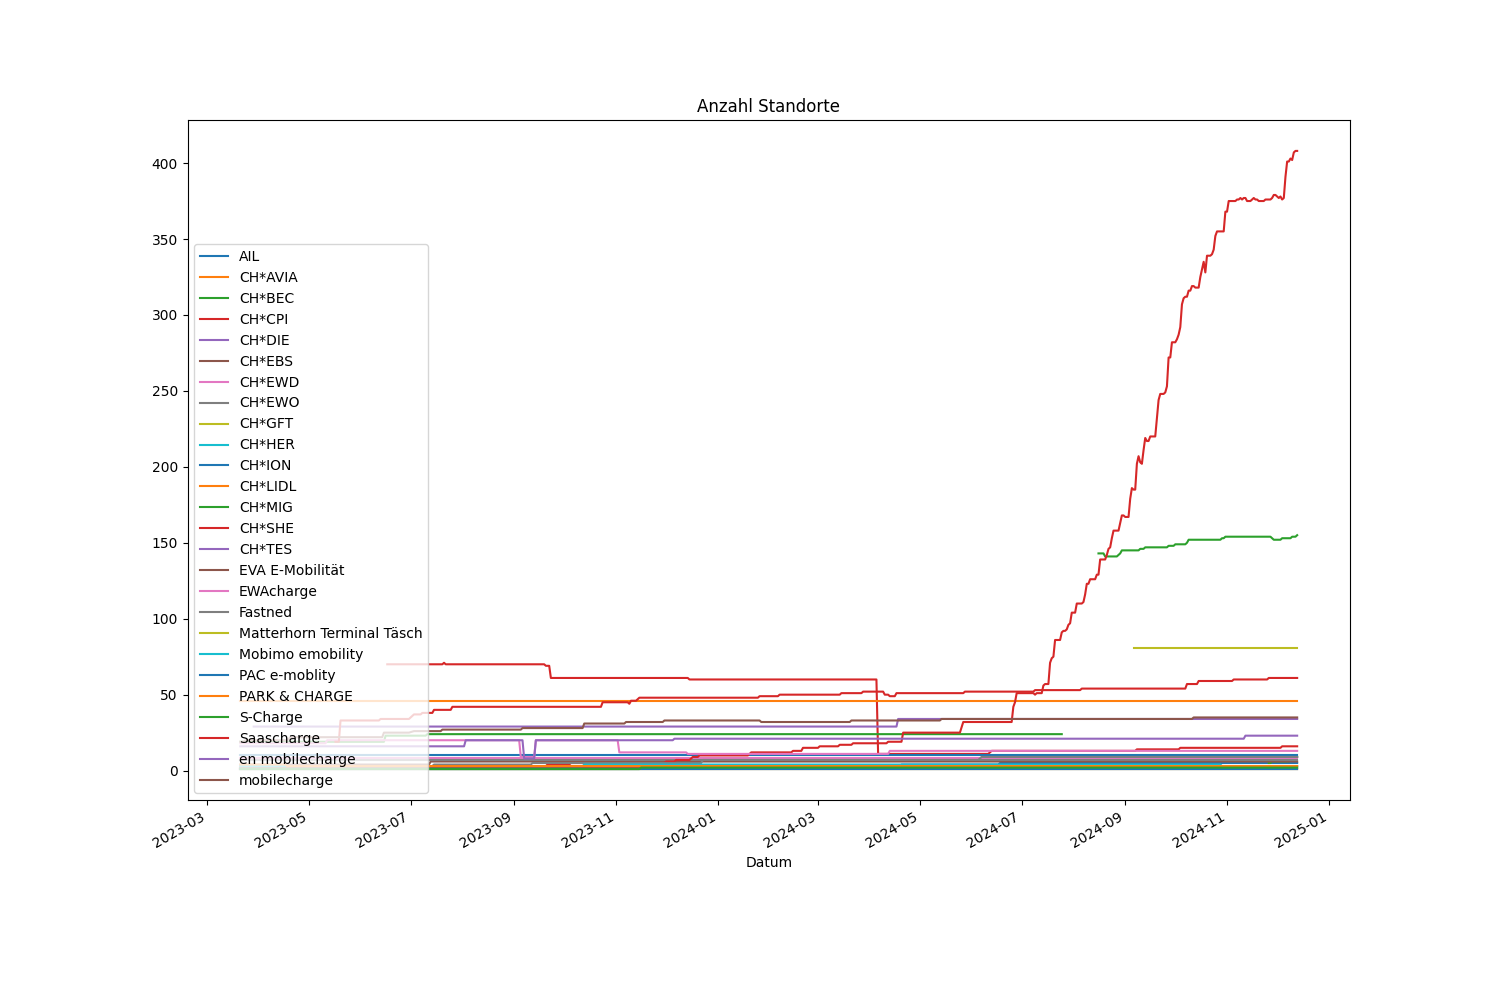 Anzahl Standorte
400
350
300
250
200
150
100
50
0
AIL
CH*AVIA
CH*BEC
CH*CPI
CH*DIE
CH*EBS
CH*EWD
CH*EWO
CH*GFT
CH*HER
CH*ION
CH*LIDL
CH*MIG
CH*SHE
CH*TES
EVA E-Mobilität
EWAcharge
Fastned
Matterhorn Terminal Täsch
Mobimo emobility
PAC e-moblity
PARK & CHARGE
S-Charge
Saascharge
en mobilecharge
mobilecharge
2023-03
2023-05
2023-07
2023-09
2023-11
2024-01
2024-03
2024-05
2024-07
2024-09
2024-11
2025-01
Datum